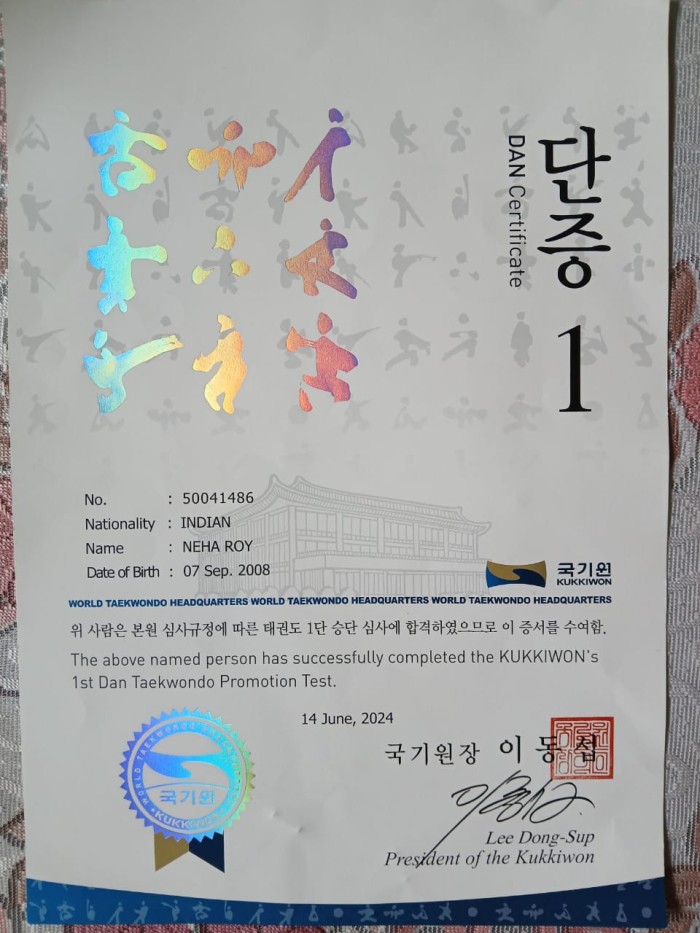 단증 1
DAN Certificate
No. : 50041486
Nationality : INDIAN
Name : NEHA ROY
Date of Birth : 07 Sep. 2008
국기원
KUKKIWON
WORLD TAEKWONDO HEADQUARTERS WORLD TAEKWONDO HEADQUARTERS WORLD TAEKWONDO HEADQUARTERS
위 사람은 본원 심사규정에 따른 태권도 1단 승단 심사에 합격하였으므로 이 증서를 수여함.
The above named person has successfully completed the KUKKIWON's
1st Dan Taekwondo Promotion Test.
14 June, 2024
국기원장 이동섭
Lee Dong-Sup
President of the Kukkiwon
국기원
KUKKIWON